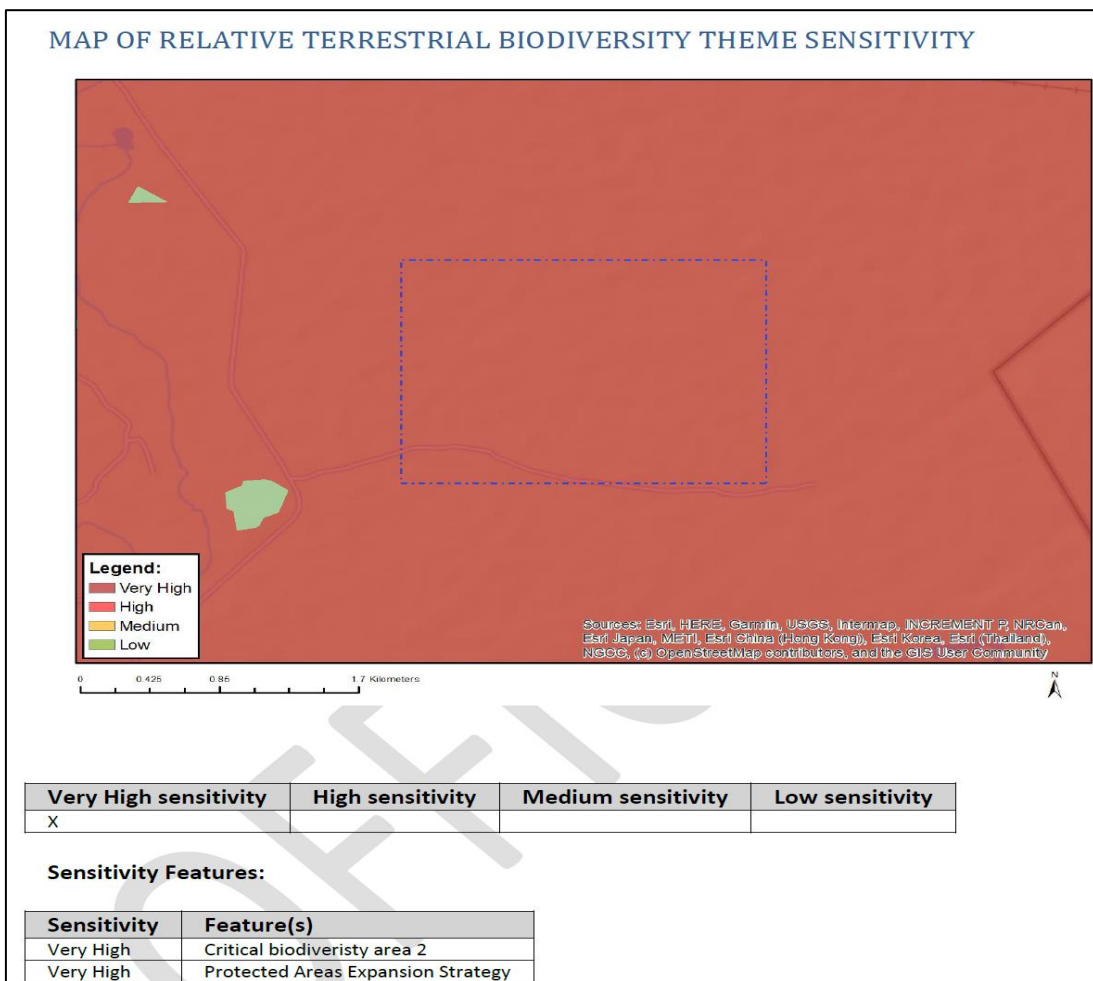 MAP OF RELATIVE TERRESTRIAL BIODIVERSITY THEME SENSITIVITY
Legend:
Very High
High
Medium
Low
Sources: Esri, HERE, Garmin, USGS, Intermap, INCREMENT P, NRCan,
Esri Japan, METI, Esri China (Hong Kong), Esri Korea, Esri (Thailand),
NGCC, (c) OpenStreetMap contributors, and the GIS User Community
0 0.425 0.85 1.7 Kilometers
N
Very High sensitivity High sensitivity Medium sensitivity Low sensitivity
X
Sensitivity Features:
Sensitivity Feature(s)
Very High Critical biodiveristy area 2
Very High Protected Areas Expansion Strategy